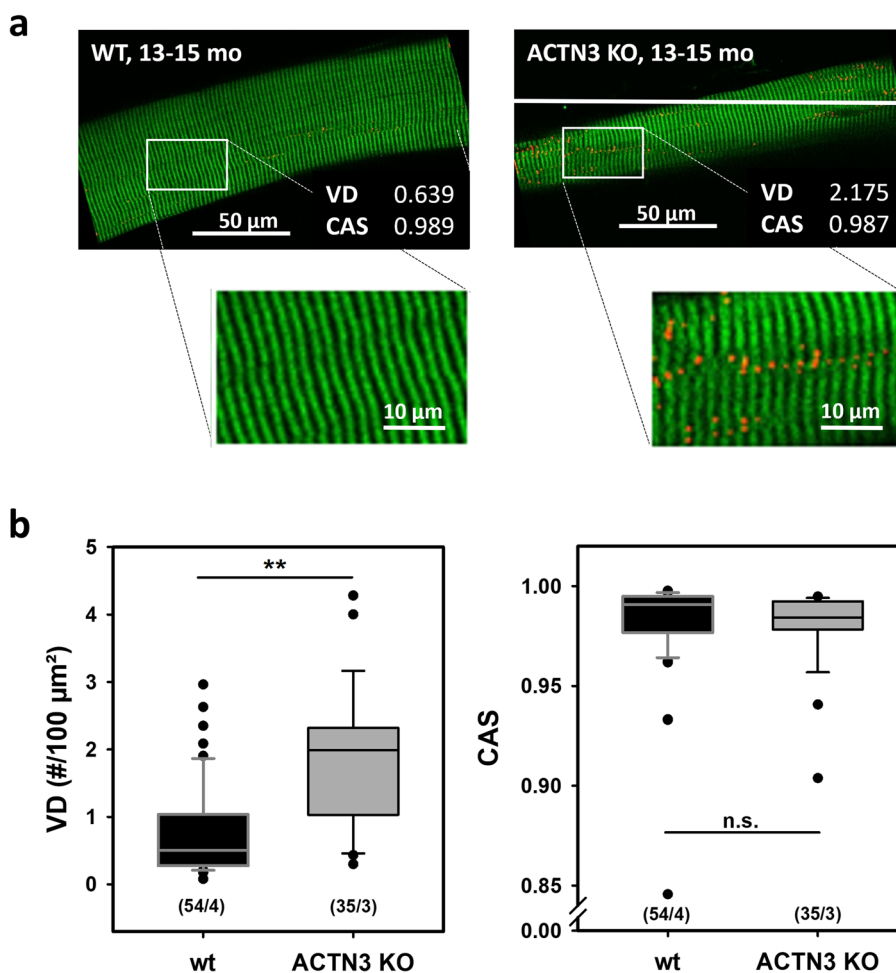 a
WT, 13-15 mo
VD 0.639
CAS 0.989
50 µm
10 µm
ACTN3 KO, 13-15 mo
VD 2.175
CAS 0.987
50 µm
10 µm
b
VD (#/100 µm²)
5
4
3
2
1
0
**
(54/4)
(35/3)
wt
ACTN3 KO
CAS
1.00
0.95
0.90
0.85
0.00
n.s.
(54/4)
(35/3)
wt
ACTN3 KO